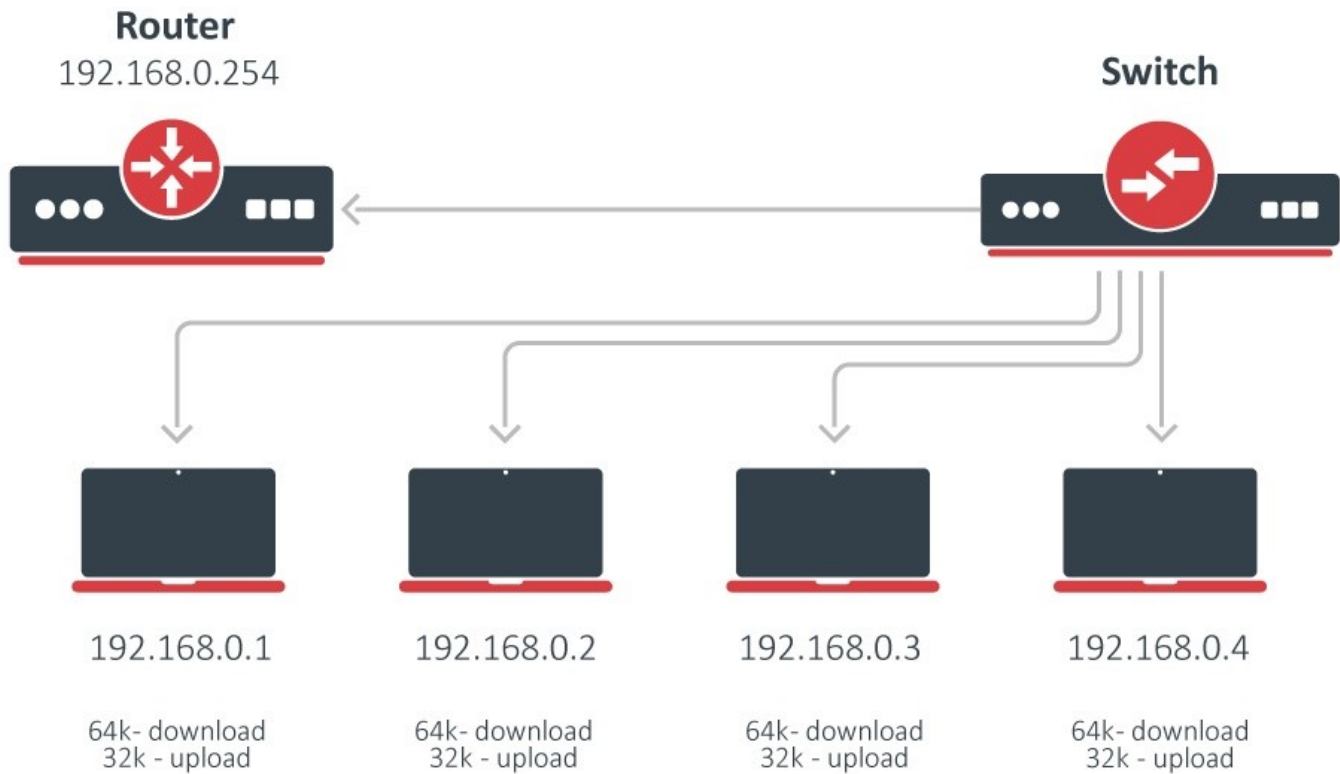 Router
192.168.0.254
Switch
192.168.0.1
64k- download
32k - upload
192.168.0.2
64k- download
32k - upload
192.168.0.3
64k- download
32k - upload
192.168.0.4
64k- download
32k - upload